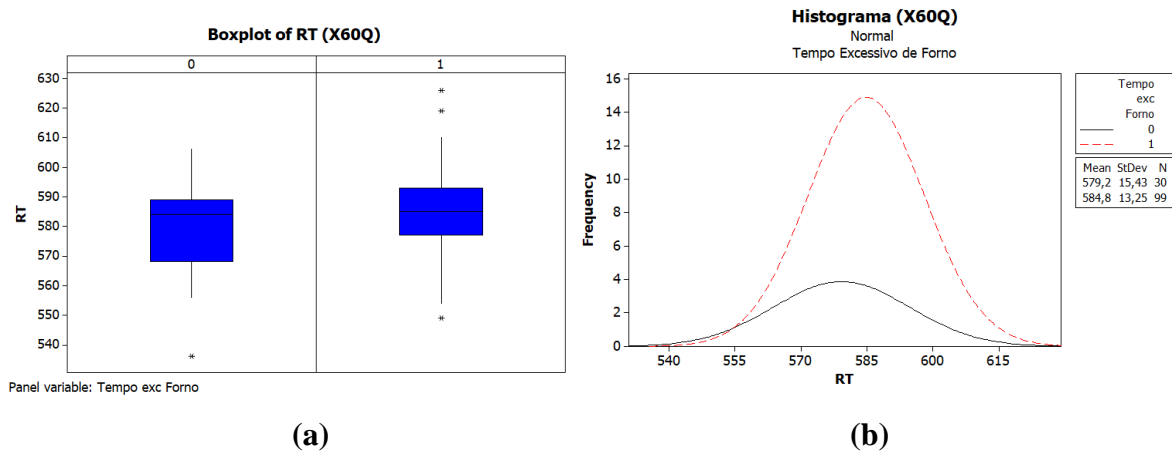 Boxplot of RT (X60Q)
0 1
630
620
610
600
590
580
570
560
550
540
RT
Panel variable: Tempo exc Forno
(a)
Histograma (X60Q)
Normal
Tempo Excessivo de Forno
16
14
12
10
8
6
4
2
0
Frequency
540 555 570 585 600 615
RT
Tempo
exc
Forno
0
1
Mean StDev N
579,2 15,43 30
584,8 13,25 99
(b)